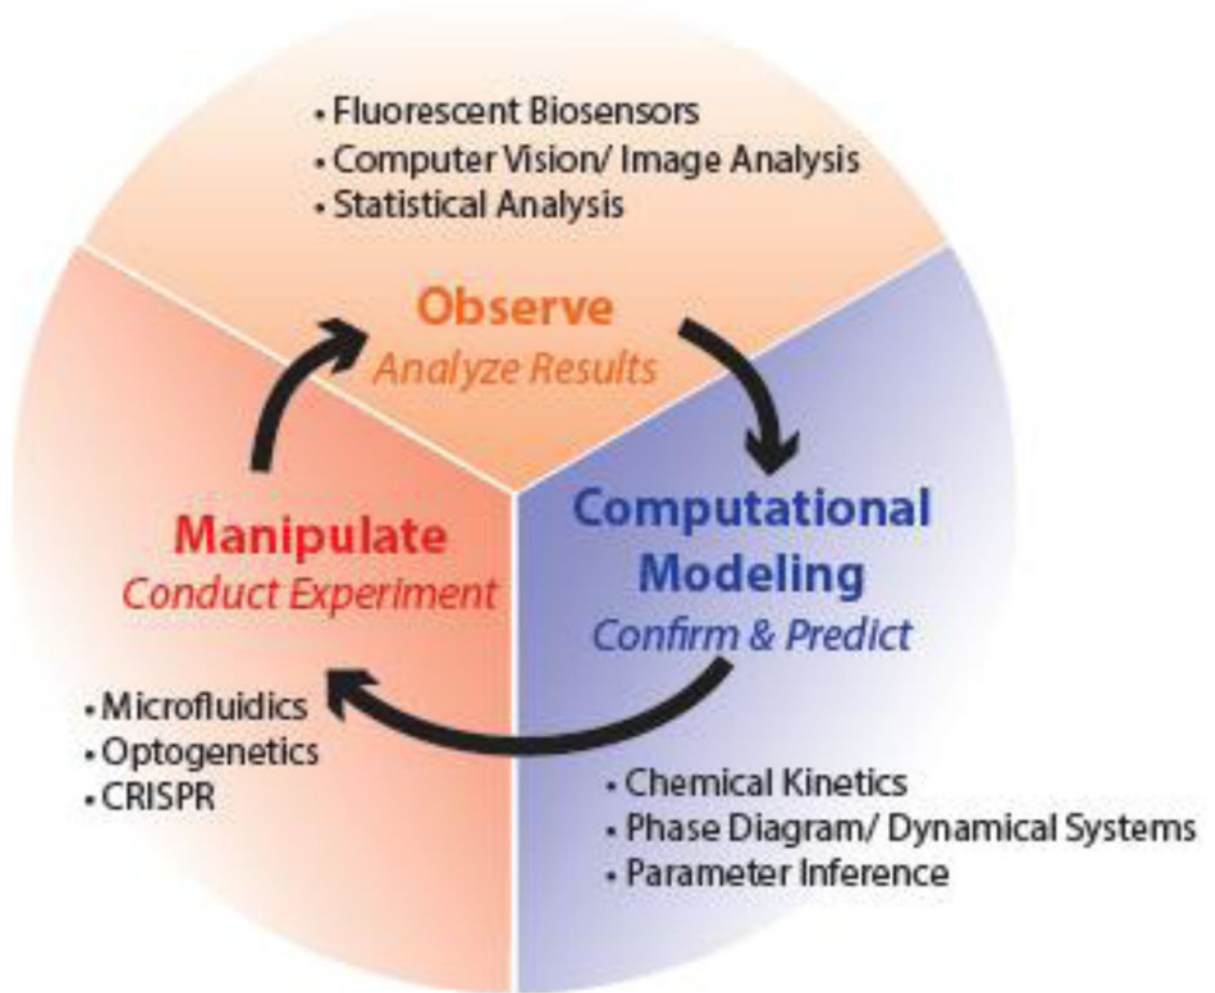 • Fluorescent Biosensors
• Computer Vision/ Image Analysis
• Statistical Analysis
Observe
Analyze Results
Computational
Modeling
Confirm & Predict
• Chemical Kinetics
• Phase Diagram/ Dynamical Systems
• Parameter Inference
Manipulate
Conduct Experiment
• Microfluidics
• Optogenetics
• CRISPR